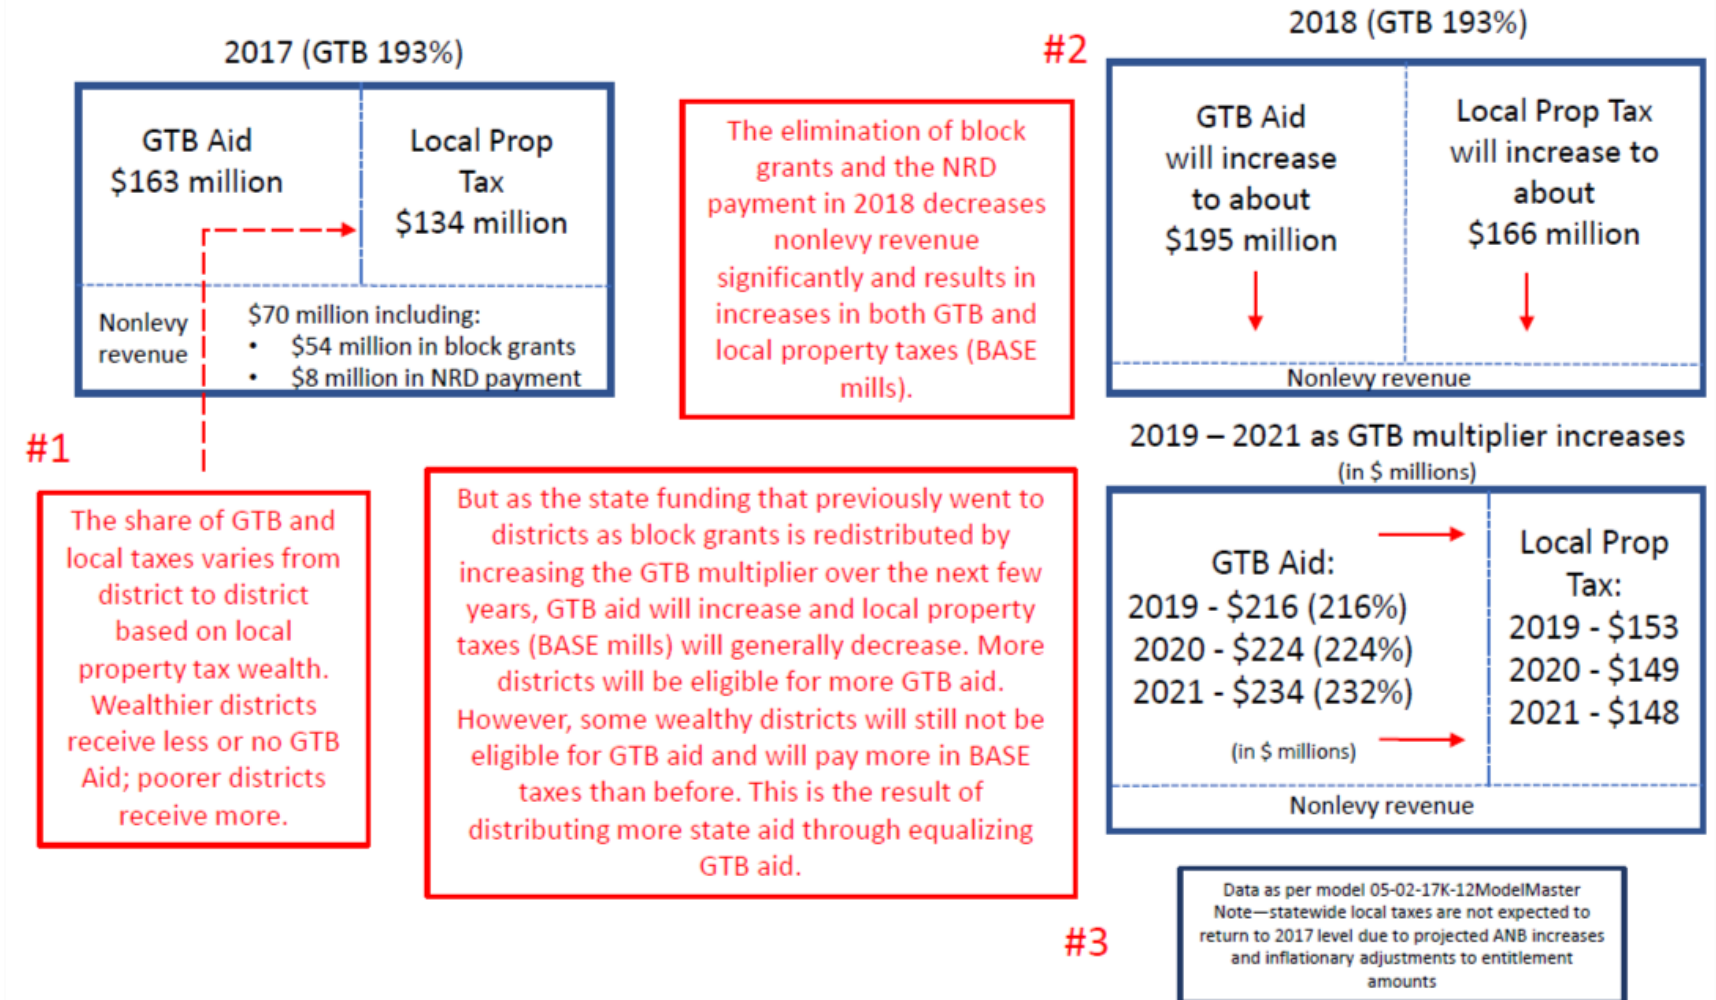 2017 (GTB 193%)
GTB Aid
$163 million
Local Prop
Tax
$134 million
Nonlevy
revenue
$70 million including:
• $54 million in block grants
• $8 million in NRD payment
#1
The share of GTB and
local taxes varies from
district to district
based on local
property tax wealth.
Wealthier districts
receive less or no GTB
Aid; poorer districts
receive more.
#2
The elimination of block
grants and the NRD
payment in 2018 decreases
nonlevy revenue
significantly and results in
increases in both GTB and
local property taxes (BASE
mills).
2018 (GTB 193%)
GTB Aid
will increase
to about
$195 million
Local Prop Tax
will increase to
about
$166 million
Nonlevy revenue
But as the state funding that previously went to
districts as block grants is redistributed by
increasing the GTB multiplier over the next few
years, GTB aid will increase and local property
taxes (BASE mills) will generally decrease. More
districts will be eligible for more GTB aid.
However, some wealthy districts will still not be
eligible for GTB aid and will pay more in BASE
taxes than before. This is the result of
distributing more state aid through equalizing
GTB aid.
#3
2019 – 2021 as GTB multiplier increases
(in $ millions)
GTB Aid:
2019 - $216 (216%)
2020 - $224 (224%)
2021 - $234 (232%)
(in $ millions)
Local Prop
Tax:
2019 - $153
2020 - $149
2021 - $148
Nonlevy revenue
Data as per model 05-02-17K-12ModelMaster
Note—statewide local taxes are not expected to
return to 2017 level due to projected ANB increases
and inflationary adjustments to entitlement
amounts